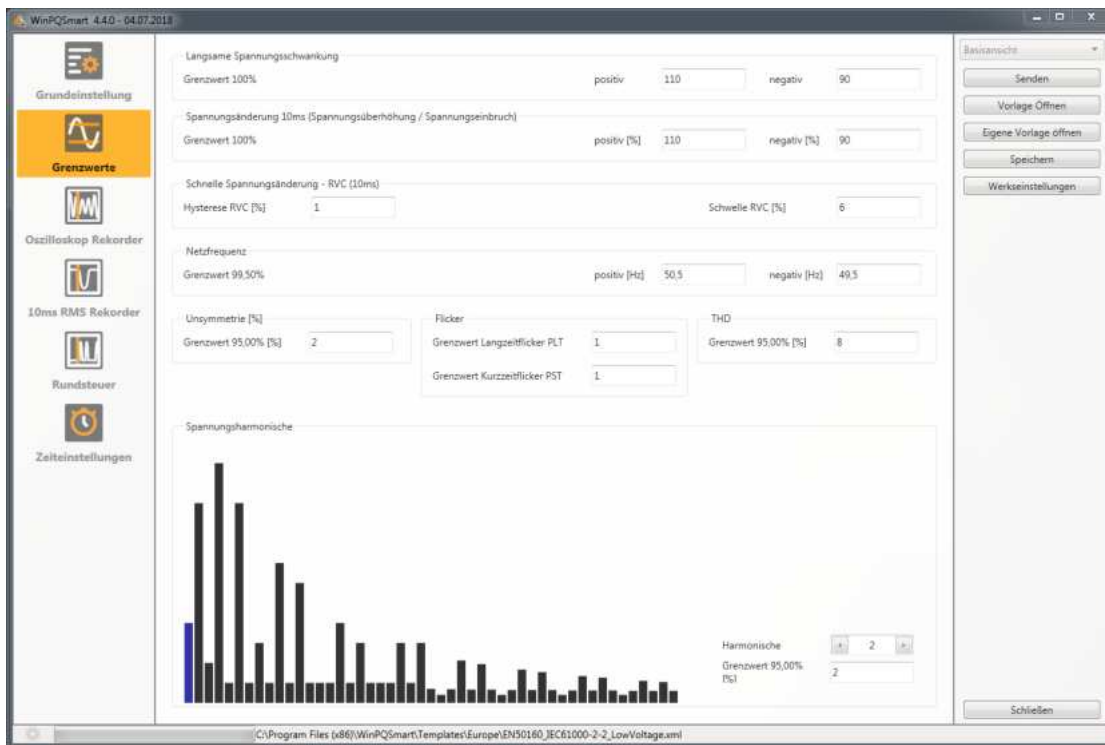 WinPQSmart 4.4.0 - 04.07.2018
Grundeinstellung
Grenzwerte
Oszilloskop Rekorder
10ms RMS Rekorder
Rundsteuer
Zeiteinstellungen
Langsame Spannungsschwankung
Grenzwert 100% positiv 110 negativ 90
Spannungsänderung 10ms (Spannungsüberhöhung / Spannungseinbruch)
Grenzwert 100% positiv [%] 110 negativ [%] 90
Schnelle Spannungsänderung - RVC (10ms)
Hysterese RVC [%] 1 Schwelle RVC [%] 6
Netzfrequenz
Grenzwert 99,50% positiv [Hz] 50,5 negativ [Hz] 49,5
Unsymmetrie [%]
Grenzwert 95,00% [%] 2
Flicker
Grenzwert Langzeitflicker PLT 1
Grenzwert Kurzzeitflicker PST 1
THD
Grenzwert 95,00% [%] 8
Spannungsharmonische
Harmonische 2
Grenzwert 95,00%
[%] 2
Basisansicht
Senden
Vorlage Öffnen
Eigene Vorlage öffnen
Speichern
Werkseinstellungen
Schließen
C:\Program Files (x86)\WinPQSmart\Templates\Europe\EN50160_IEC61000-2-2_LowVoltage.xml